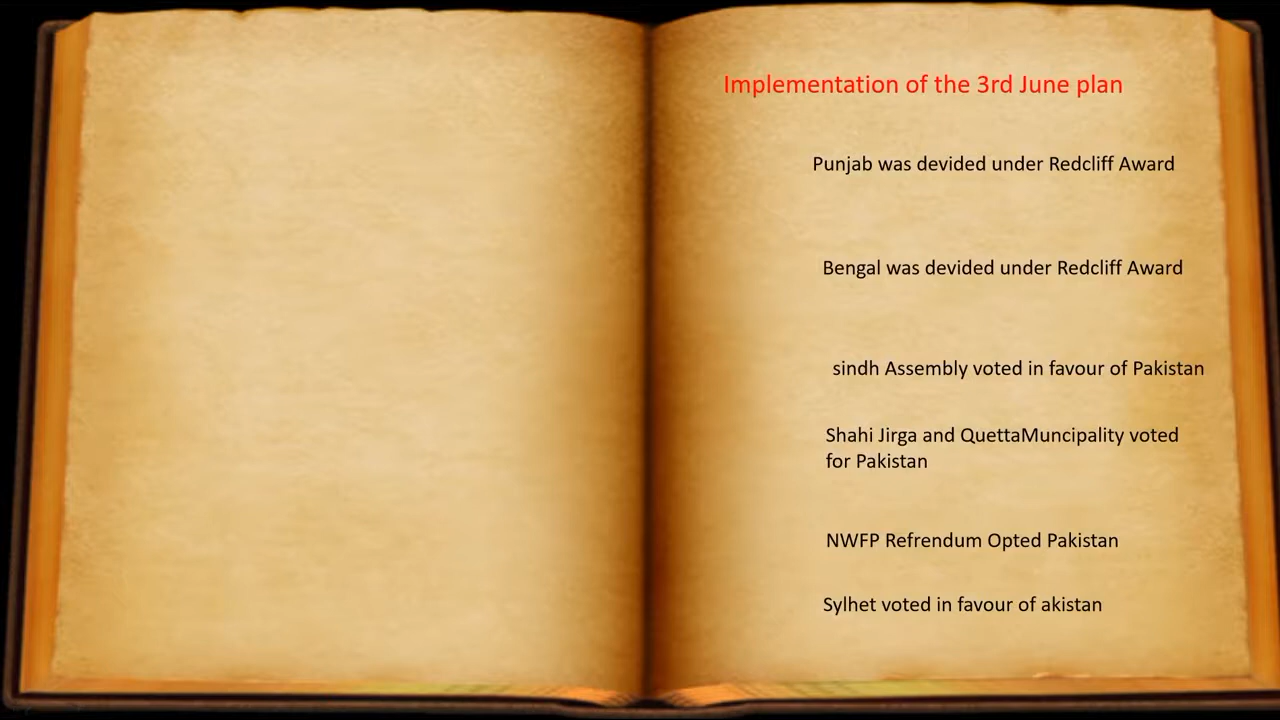 Implementation of the 3rd June plan
Punjab was devided under Redcliff Award
Bengal was devided under Redcliff Award
sindh Assembly voted in favour of Pakistan
Shahi Jirga and QuettaMuncipality voted
for Pakistan
NWFP Refrendum Opted Pakistan
Sylhet voted in favour of akistan